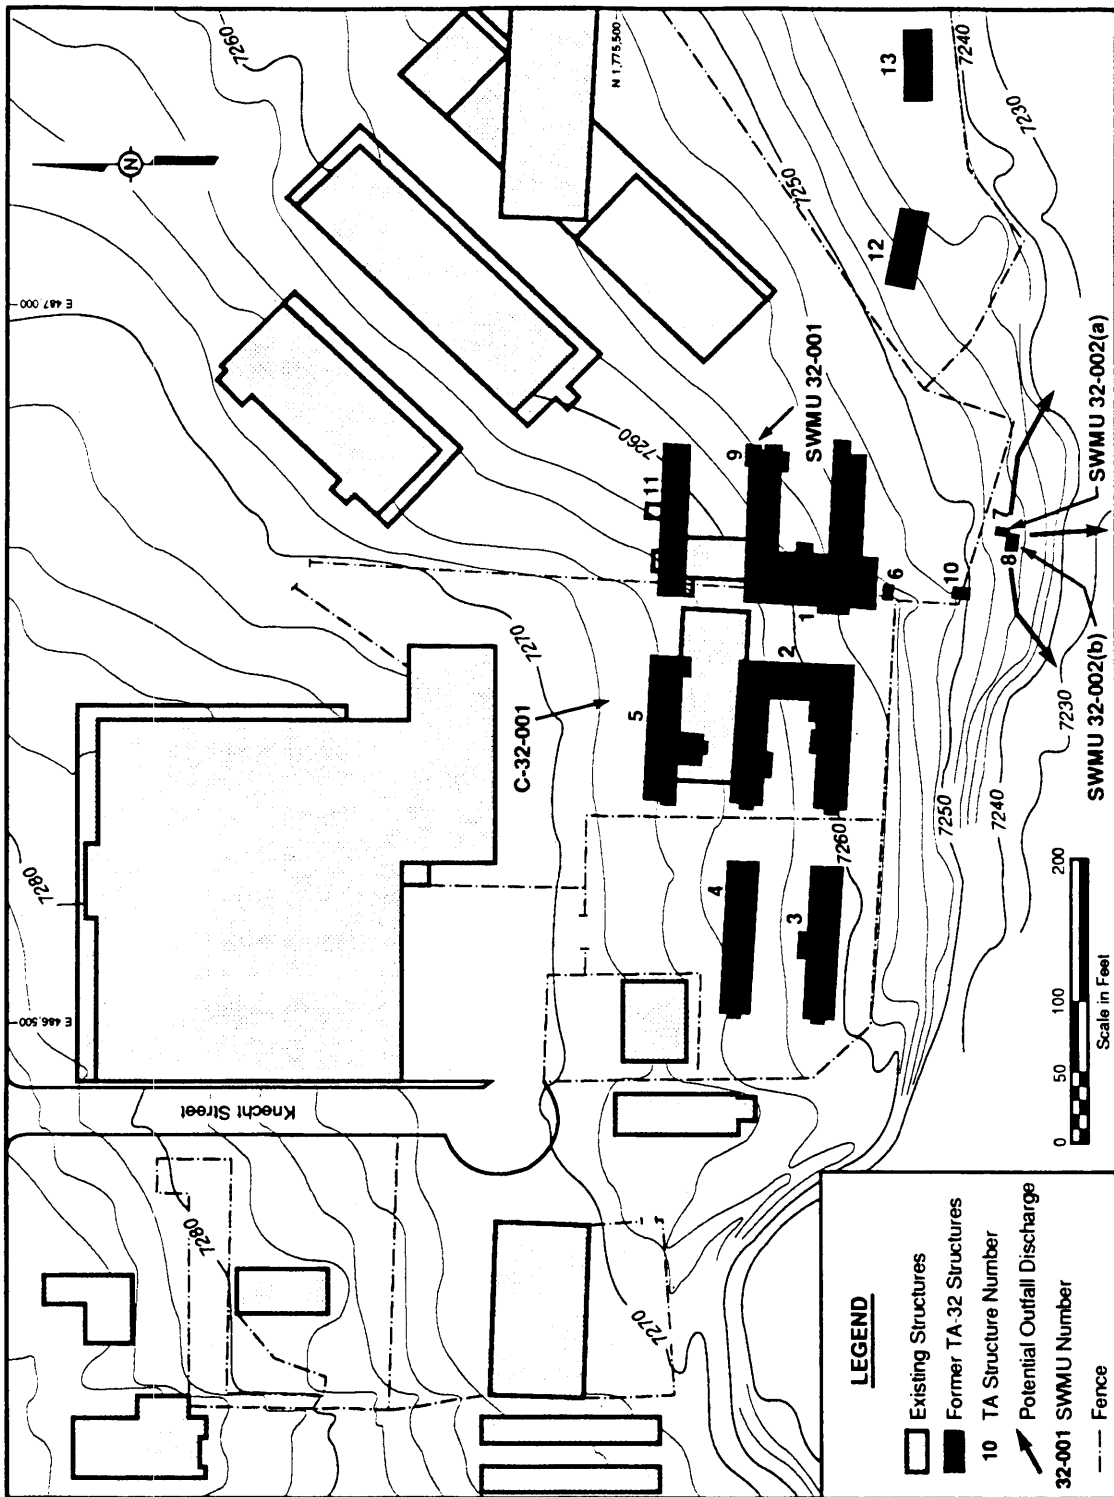 7260
N 1,775,500
7240
13
7230
7250
12
E 487,000
7260
SWMU 32-001
9
11
SWMU 32-002(a)
7
8
6
10
1
SWMU 32-002(b)
7270
C-32-001
5
2
7230
7240
7250
7260
7280
4
3
E 486,500
Knecht Street
7280
7270
0
50
100
200
Scale in Feet
LEGEND
Existing Structures
Former TA-32 Structures
10 TA Structure Number
Potential Outfall Discharge
32-001 SWMU Number
Fence
N